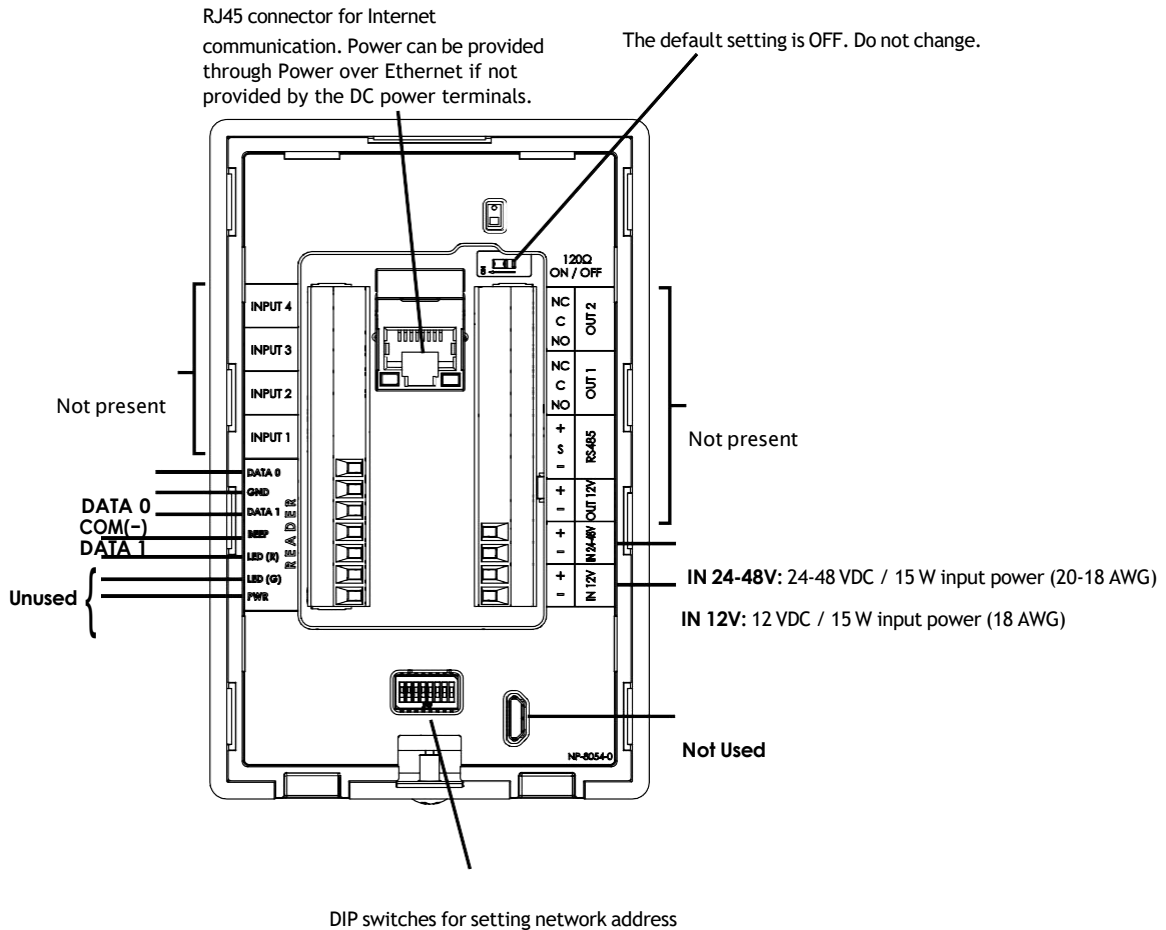 RJ45 connector for Internet
communication. Power can be provided
through Power over Ethernet if not
provided by the DC power terminals.
The default setting is OFF. Do not change.
ON
120Ω
ON / OFF
INPUT 4
INPUT 3
INPUT 2
INPUT 1
Not present
DATA 0
GND
DATA 1
BEEP
LED (R)
LED (G)
PWR
READER
DATA 0
COM(-)
DATA 1
Unused
NC
C
NO
OUT 2
NC
C
NO
OUT 1
+
S
-
RS485
+
-
OUT 12V
+
-
IN 24-48V
+
-
IN 12V
Not present
IN 24-48V: 24-48 VDC / 15 W input power (20-18 AWG)
IN 12V: 12 VDC / 15 W input power (18 AWG)
Not Used
NP-8054-0
DIP switches for setting network address